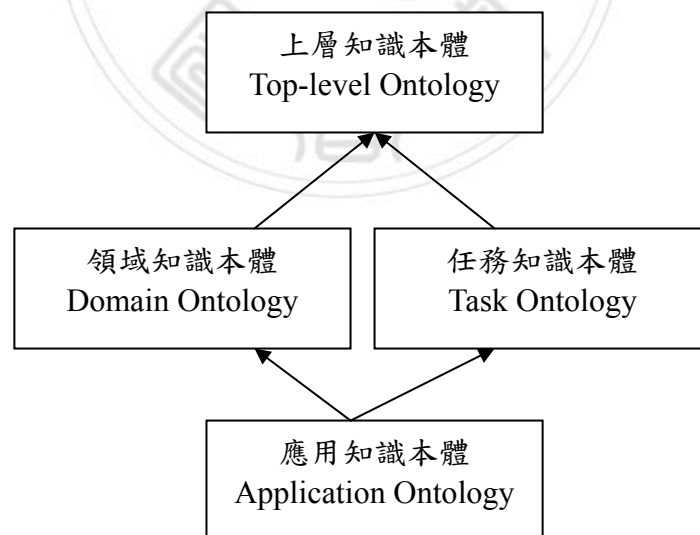 上層知識本體
Top-level Ontology
領域知識本體
Domain Ontology
任務知識本體
Task Ontology
應用知識本體
Application Ontology